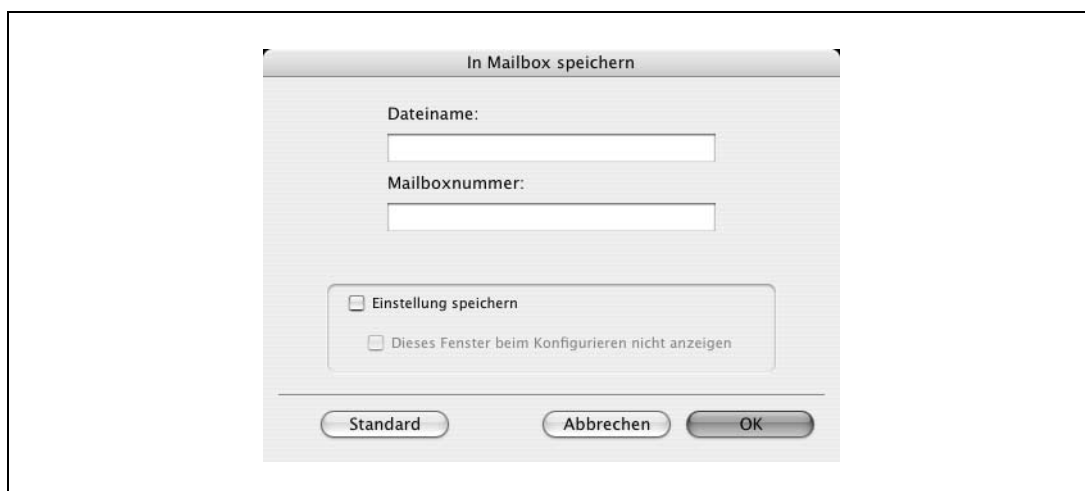 In Mailbox speichern
Dateiname:
Mailboxnummer:
Einstellung speichern
Dieses Fenster beim Konfigurieren nicht anzeigen
Standard Abbrechen OK